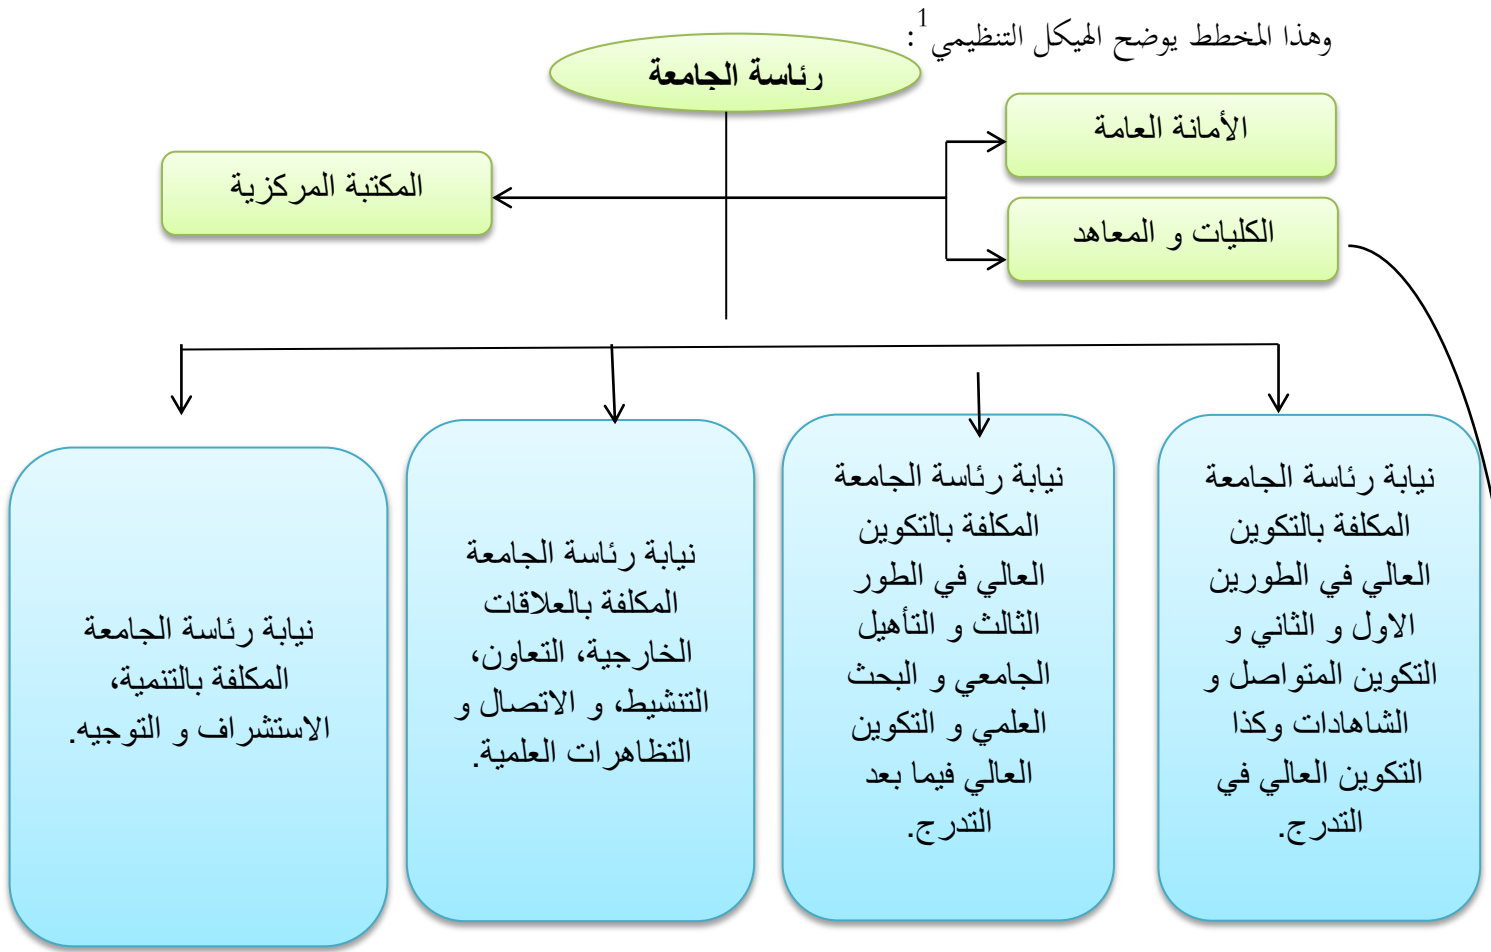 وهذا المخطط يوضح الهيكل التنظيمي1:
رئاسة الجامعة
الأمانة العامة
المكتبة المركزية
الكليات و المعاهد
نيابة رئاسة الجامعة
المكلفة بالتكوين
العالي في الطورين
الاول و الثاني و
التكوين المتواصل و
الشاهادات وكذا
التكوين العالي في
التدرج.
نيابة رئاسة الجامعة
المكلفة بالتكوين
العالي في الطور
الثالث و التأهيل
الجامعي و البحث
العلمي و التكوين
العالي فيما بعد
التدرج.
نيابة رئاسة الجامعة
المكلفة بالعلاقات
الخارجية، التعاون،
التنشيط، و الاتصال و
التظاهرات العلمية.
نيابة رئاسة الجامعة
المكلفة بالتنمية،
الاستشراف و التوجيه.